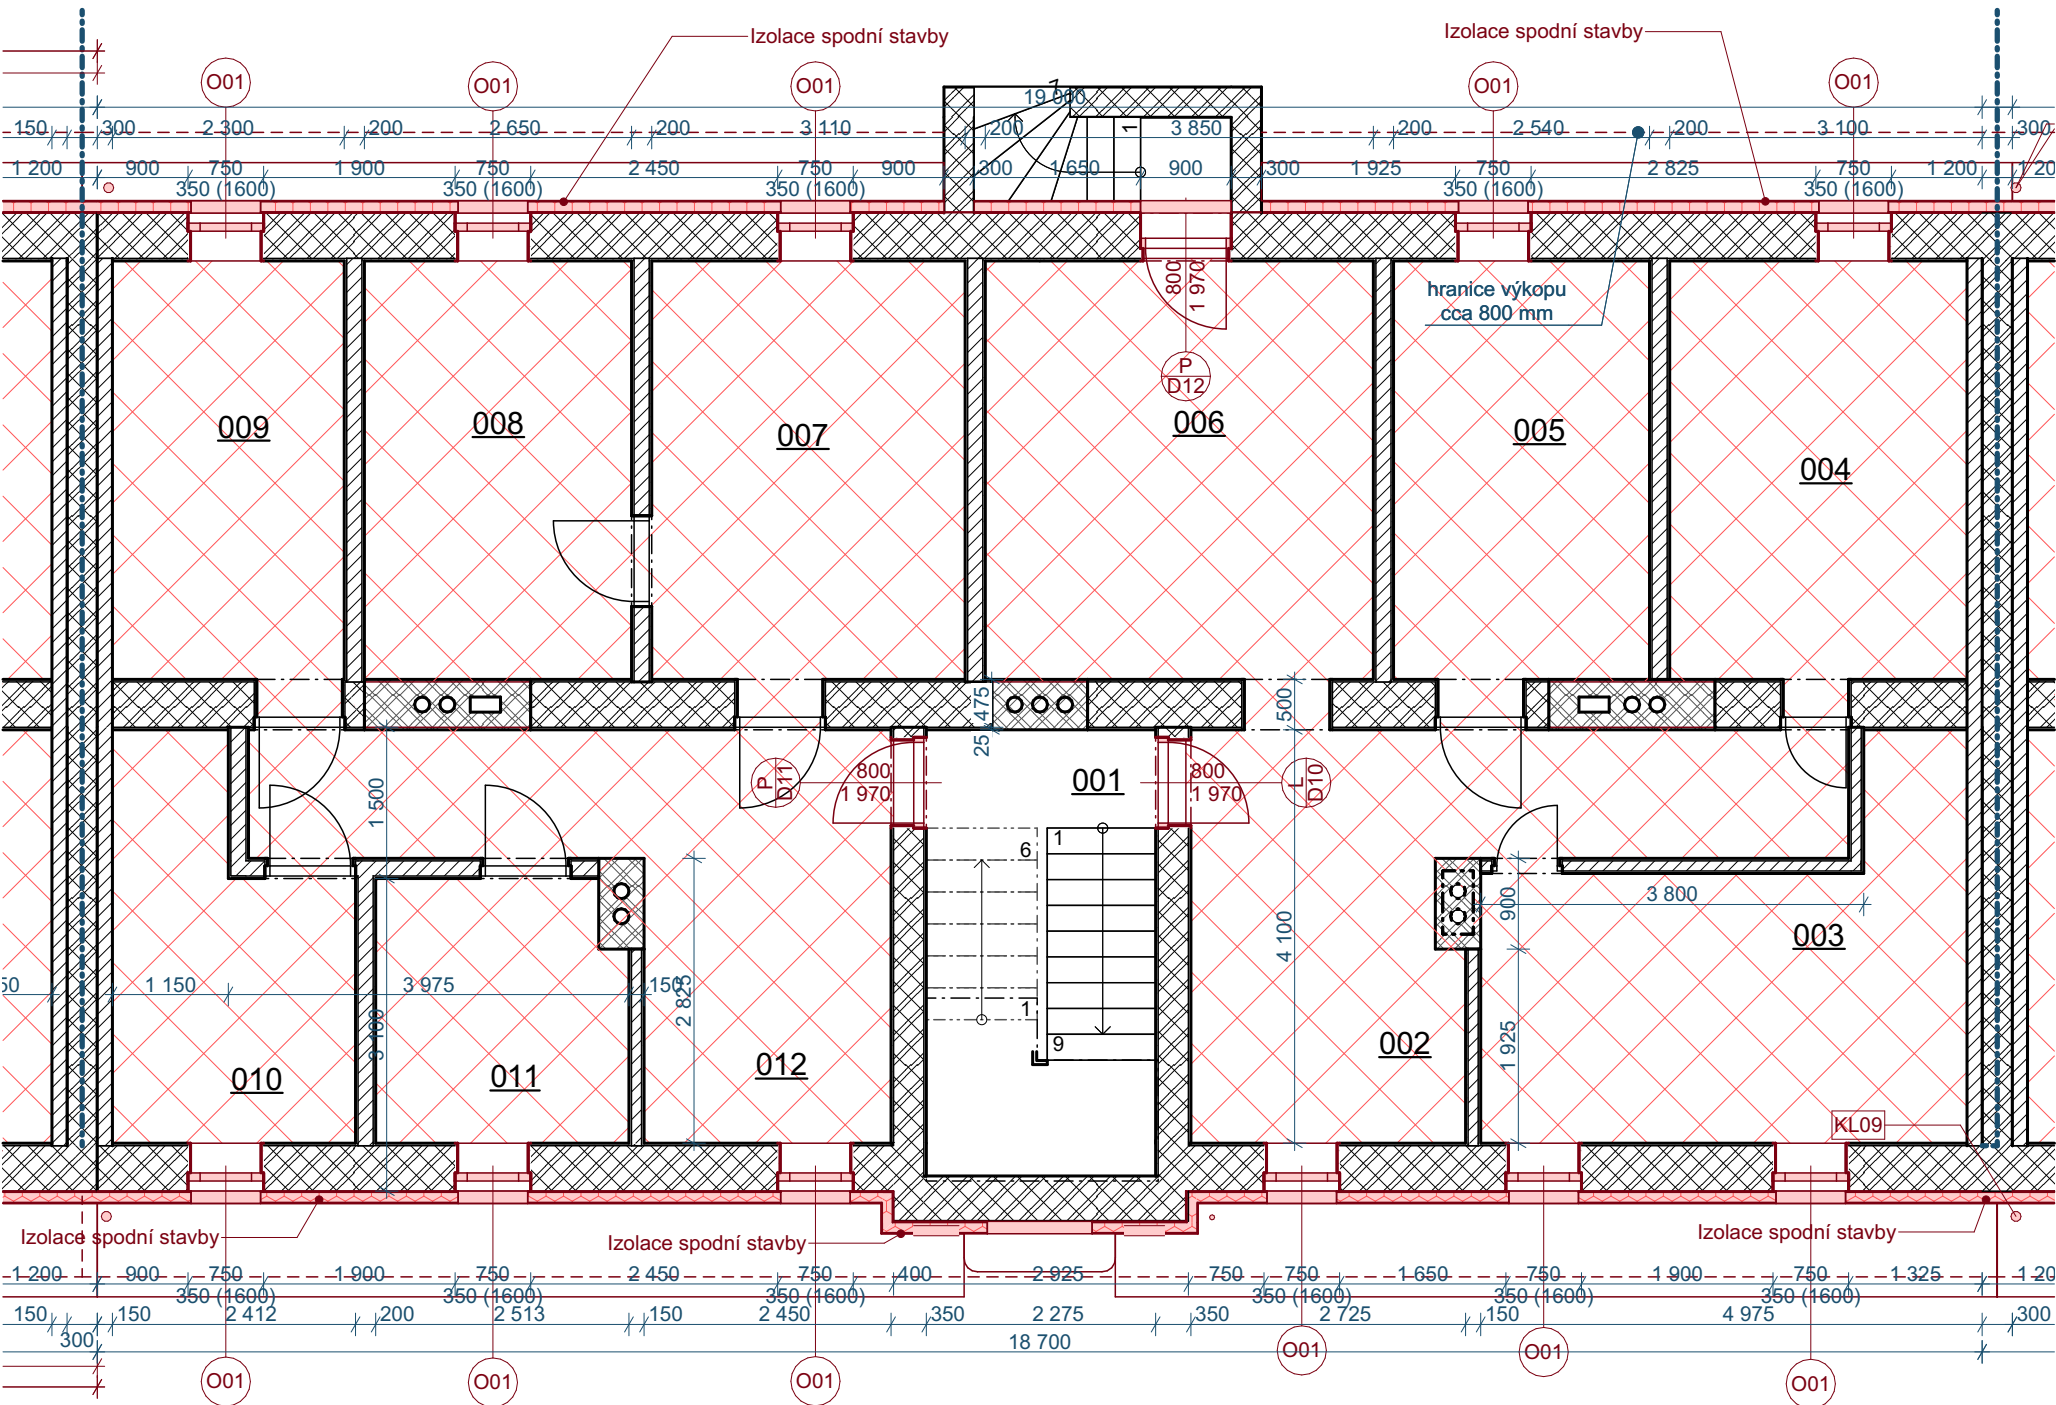 Izolace spodní stavby
Izolace spodní stavby
O01 O01 O01 O01 O01
19 000
150 300 2 300 200 2 650 200 3 110 200 3 850 200 2 540 200 3 100 300
1 200 900 750 1 900 750 2 450 750 900 300 1 650 900 300 1 925 750 2 825 750 1 200
350 (1600) 350 (1600) 350 (1600) 350 (1600) 350 (1600)
7
1
800
1 970
hranice výkopu
cca 800 mm
P
D12
009 008 007 006 005 004
475
25
500
P
D11
800
1 970
001
800
1 970
L
D10
1 500
6
1
1
9
900
3 800
4 100
003
1 150 3 975 150
2 825
3 100
1 925
002
010 011 012
KL09
Izolace spodní stavby
Izolace spodní stavby
Izolace spodní stavby
1 200 900 750 1 900 750 2 450 750 400 2 925 750 750 1 650 750 1 900 750 1 325
350 (1600) 350 (1600) 350 (1600) 350 (1600) 350 (1600) 350 (1600)
150 150 2 412 200 2 513 150 2 450 350 2 275 350 2 725 150 4 975 300
300
18 700
O01 O01 O01 O01 O01 O01